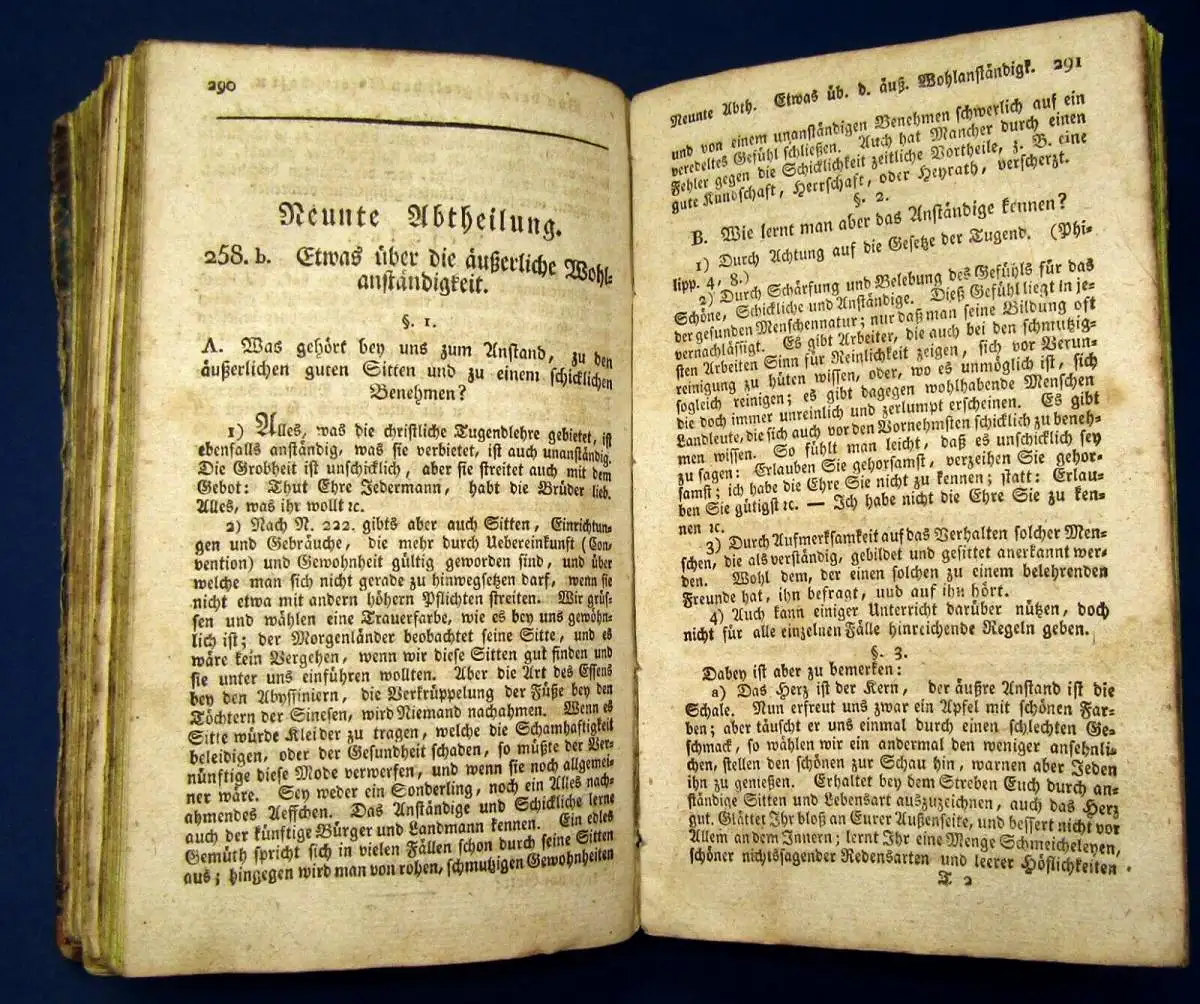 290
Neunte Abtheilung.
258. b. Etwas über die äußerliche Wohl-
anständigkeit.
§. 1.
A. Was gehört bey uns zum Anstand, zu den
äußerlichen guten Sitten und zu einem schicklichen
Benehmen?
1) Alles, was die christliche Tugendlehre gebietet, ist
ebenfalls anständig, was sie verbietet, ist auch unanständig.
Die Grobheit ist unschicklich, aber sie streitet auch mit dem
Gebot: Thut Ehre Jedermann, habt die Brüder lieb.
Alles, was ihr wollt ꝛc.
2) Nach N. 222. gibts aber auch Sitten, Einrichtun-
gen und Gebräuche, die mehr durch Uebereinkunft (Con-
vention) und Gewohnheit gültig geworden sind, und über
welche man sich nicht gerade zu hinwegsetzen darf, wenn sie
nicht etwa mit andern höhern Pflichten streiten. Wir grüs-
sen und wählen eine Trauerfarbe, wie es bey uns gewöhn-
lich ist; der Morgenländer beobachtet seine Sitte, und es
wäre kein Vergehen, wenn wir diese Sitten gut finden und
sie unter uns einführen wollten. Aber die Art des Essens
bey den Abyssiniern, die Verkrüppelung der Füße bey den
Töchtern der Sinesen, wird Niemand nachahmen. Wenn es
Sitte würde Kleider zu tragen, welche die Schamhaftigkeit
beleidigen, oder der Gesundheit schaden, so müßte der Ver-
nünftige diese Mode verwerfen, und wenn sie noch allgemei-
ner wäre. Sey weder ein Sonderling, noch ein Alles nach-
ahmendes Aeffchen. Das Anständige und Schickliche lerne
auch der künftige Bürger und Landmann kennen. Ein edles
Gemüth spricht sich in vielen Fällen schon durch seine Sitten
aus; hingegen wird man von rohen, schmutzigen Gewohnheiten
Neunte Abth. Etwas üb. d. äuß. Wohlanständigk. 291
und von einem unanständigen Benehmen schwerlich auf ein
veredeltes Gefühl schließen. Auch hat Mancher durch einen
Fehler gegen die Schicklichkeit zeitliche Vortheile, z. B. eine
gute Kundschaft, Herrschaft, oder Heyrath, verscherzt.
§. 2.
B. Wie lernt man aber das Anständige kennen?
1) Durch Achtung auf die Gesetze der Tugend. (Phi-
lipp. 4, 8.)
2) Durch Schärfung und Belebung des Gefühls für das
Schöne, Schickliche und Anständige. Dieß Gefühl liegt in je-
der gesunden Menschennatur; nur daß man seine Bildung oft
vernachlässigt. Es gibt Arbeiter, die auch bei den schmutzig-
sten Arbeiten Sinn für Reinlichkeit zeigen, sich vor Verun-
reinigung zu hüten wissen, oder, wo es unmöglich ist, sich
sogleich reinigen; es gibt dagegen wohlhabende Menschen
die doch immer unreinlich und zerlumpt erscheinen. Es gibt
Landleute, die sich auch vor den Vornehmsten schicklich zu beneh-
men wissen. So fühlt man leicht, daß es unschicklich sey
zu sagen: Erlauben Sie gehorsamst, verzeihen Sie gehor-
samst; ich habe die Ehre Sie nicht zu kennen; statt: Erlau-
ben Sie gütigst ꝛc. — Ich habe nicht die Ehre Sie zu ken-
nen ꝛc.
3) Durch Aufmerksamkeit auf das Verhalten solcher Men-
schen, die als verständig, gebildet und gesittet anerkannt wer-
den. Wohl dem, der einen solchen zu einem belehrenden
Freunde hat, ihn befragt, und auf ihn hört.
4) Auch kann einiger Unterricht darüber nützen, doch
nicht für alle einzelnen Fälle hinreichende Regeln geben.
§. 3.
Dabey ist aber zu bemerken:
a) Das Herz ist der Kern, der äußre Anstand ist die
Schale. Nun erfreut uns zwar ein Apfel mit schönen Far-
ben; aber täuscht er uns einmal durch einen schlechten Ge-
schmack, so wählen wir ein andermal den weniger ansehnli-
chen, stellen den schönen zur Schau hin, warnen aber Jeden
ihn zu genießen. Erhaltet bey dem Streben Euch durch an-
ständige Sitten und Lebensart auszuzeichnen, auch das Herz
gut. Glättet Ihr bloß an Eurer Außenseite, und bessert nicht vor
Allem an dem Innern; lernt Ihr eine Menge Schmeicheleyen,
schöner nichtssagender Redensarten und leerer Höflichkeiten
T 2